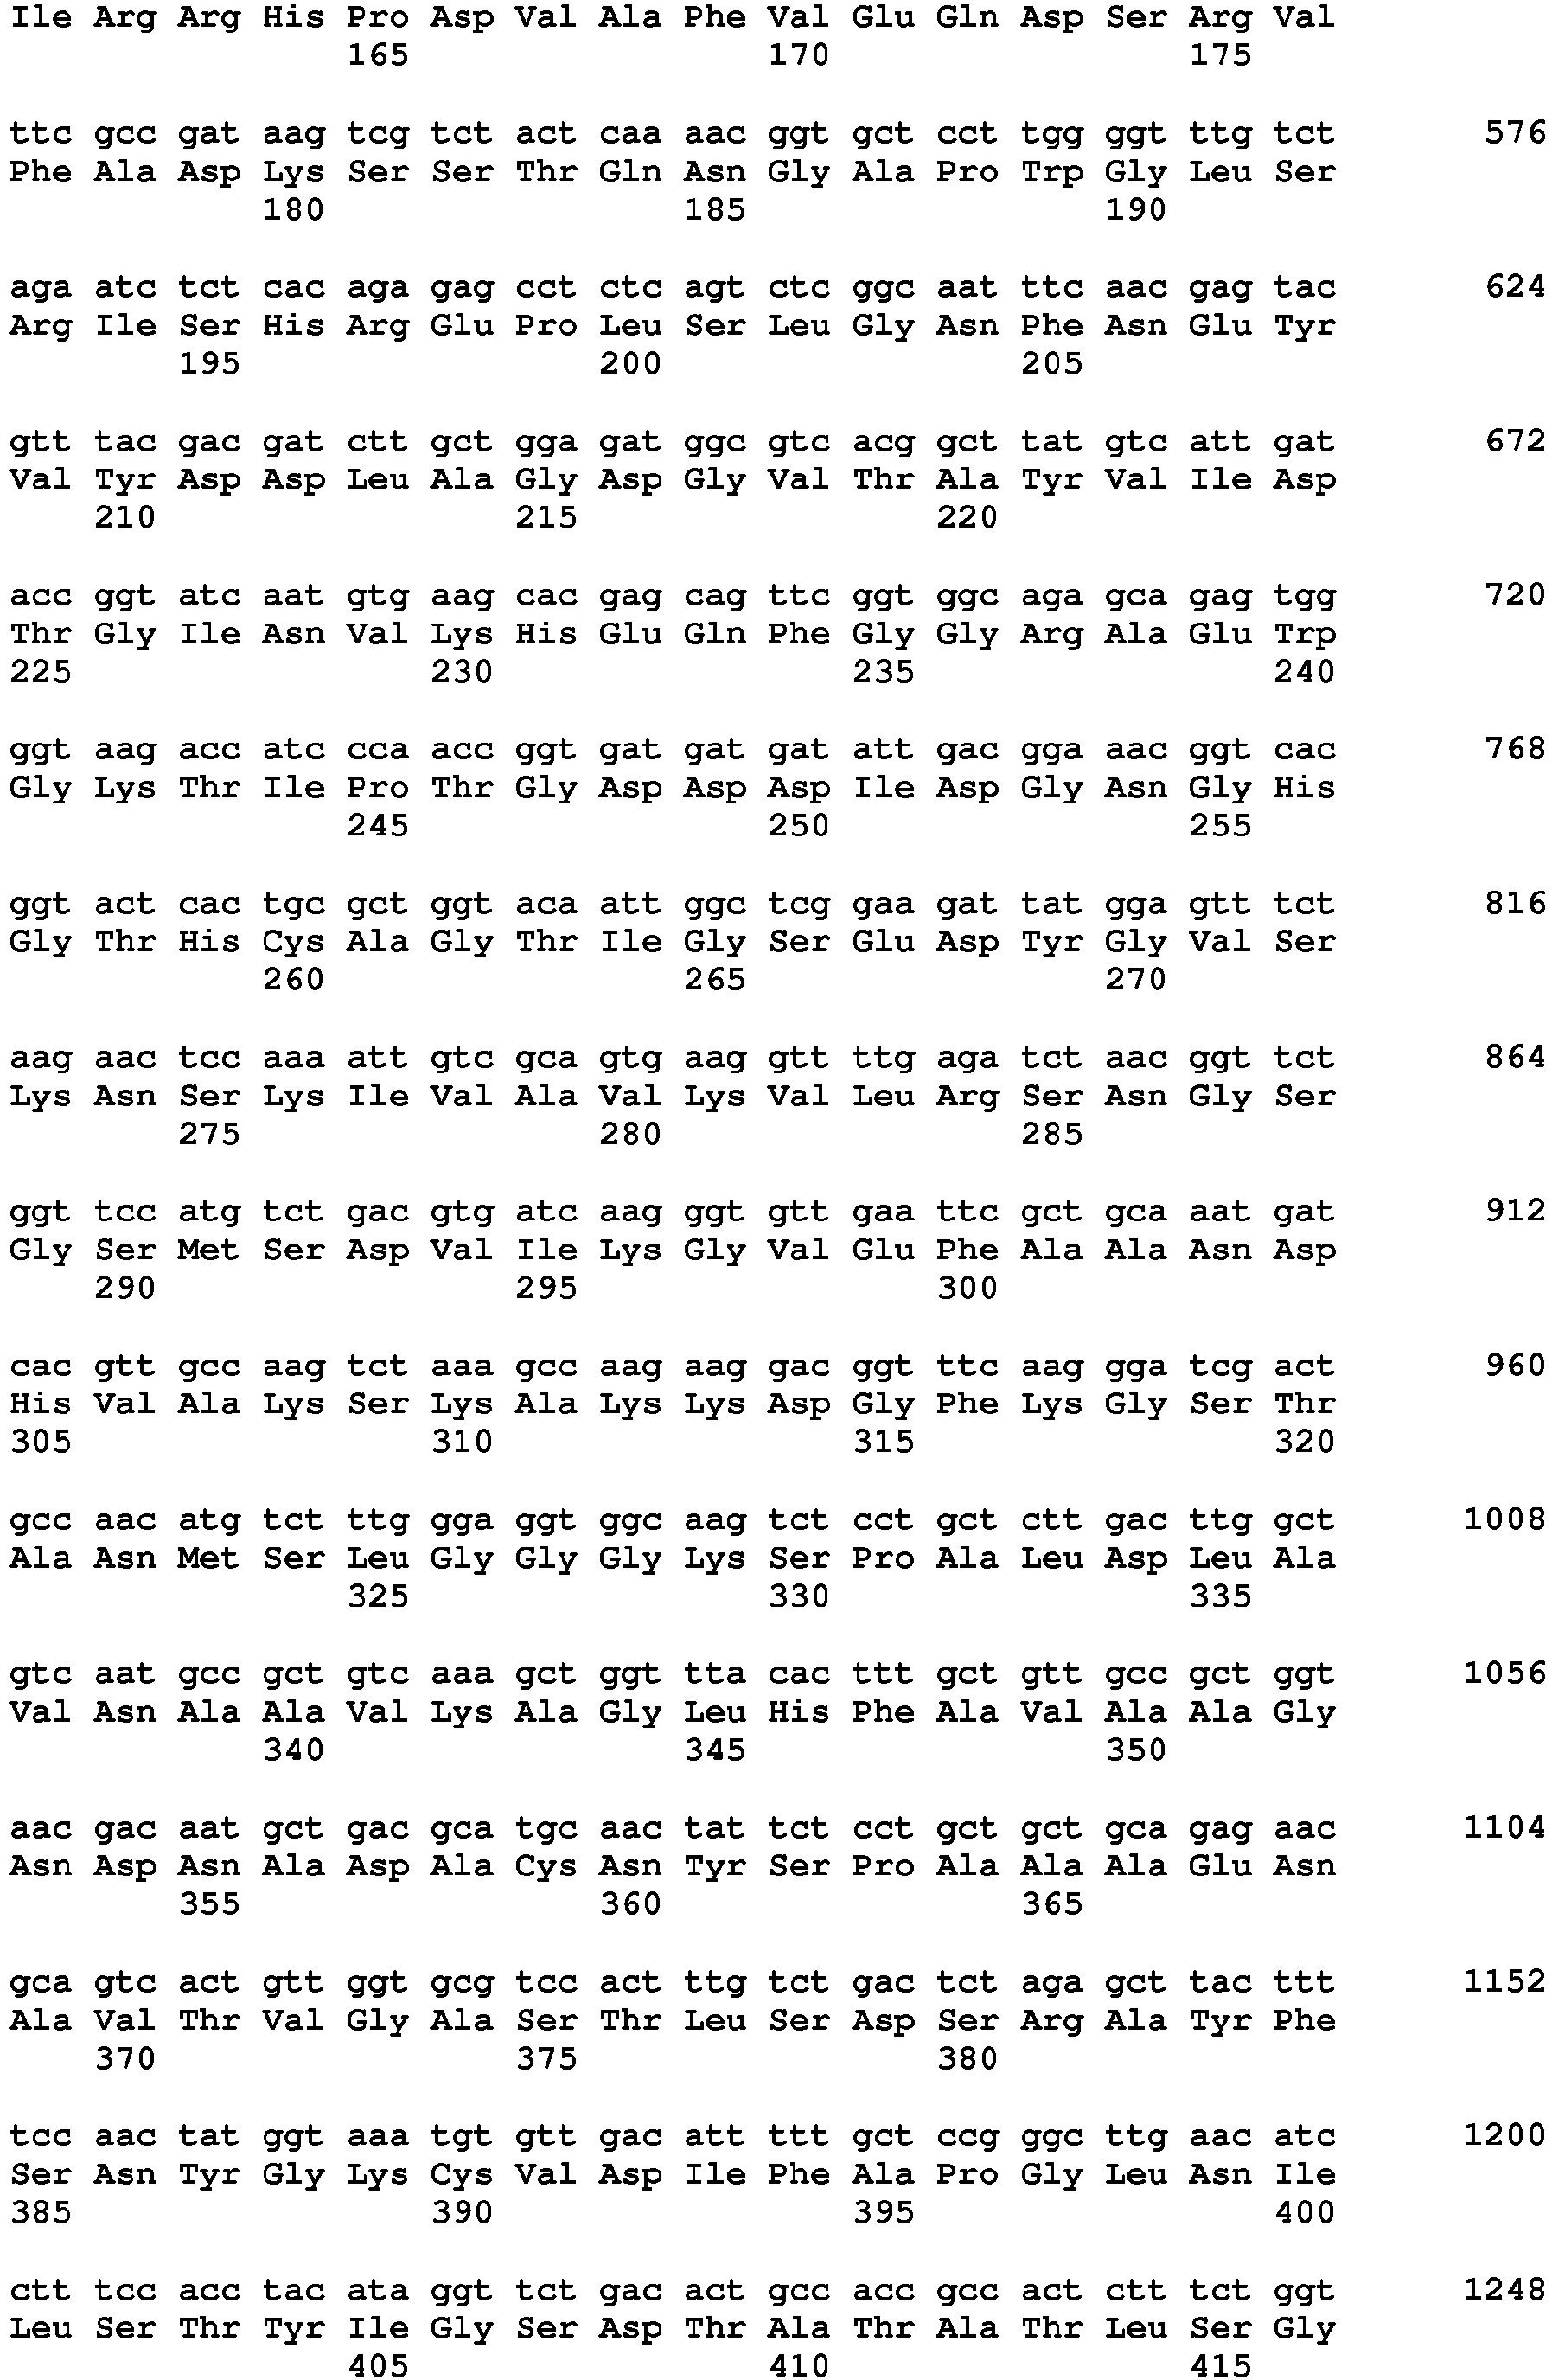 Ile Arg Arg His Pro Asp Val Ala Phe Val Glu Gln Asp Ser Arg Val
165 170 175
ttc gcc gat aag tcg tct act caa aac ggt gct cct tgg ggt ttg tct 576
Phe Ala Asp Lys Ser Ser Thr Gln Asn Gly Ala Pro Trp Gly Leu Ser
180 185 190
aga atc tct cac aga gag cct ctc agt ctc ggc aat ttc aac gag tac 624
Arg Ile Ser His Arg Glu Pro Leu Ser Leu Gly Asn Phe Asn Glu Tyr
195 200 205
gtt tac gac gat ctt gct gga gat ggc gtc acg gct tat gtc att gat 672
Val Tyr Asp Asp Leu Ala Gly Asp Gly Val Thr Ala Tyr Val Ile Asp
210 215 220
acc ggt atc aat gtg aag cac gag cag ttc ggt ggc aga gca gag tgg 720
Thr Gly Ile Asn Val Lys His Glu Gln Phe Gly Gly Arg Ala Glu Trp
225 230 235 240
ggt aag acc atc cca acc ggt gat gat gat att gac gga aac ggt cac 768
Gly Lys Thr Ile Pro Thr Gly Asp Asp Asp Ile Asp Gly Asn Gly His
245 250 255
ggt act cac tgc gct ggt aca att ggc tcg gaa gat tat gga gtt tct 816
Gly Thr His Cys Ala Gly Thr Ile Gly Ser Glu Asp Tyr Gly Val Ser
260 265 270
aag aac tcc aaa att gtc gca gtg aag gtt ttg aga tct aac ggt tct 864
Lys Asn Ser Lys Ile Val Ala Val Lys Val Leu Arg Ser Asn Gly Ser
275 280 285
ggt tcc atg tct gac gtg atc aag ggt gtt gaa ttc gct gca aat gat 912
Gly Ser Met Ser Asp Val Ile Lys Gly Val Glu Phe Ala Ala Asn Asp
290 295 300
cac gtt gcc aag tct aaa gcc aag aag gac ggt ttc aag gga tcg act 960
His Val Ala Lys Ser Lys Ala Lys Lys Asp Gly Phe Lys Gly Ser Thr
305 310 315 320
gcc aac atg tct ttg gga ggt ggc aag tct cct gct ctt gac ttg gct 1008
Ala Asn Met Ser Leu Gly Gly Gly Lys Ser Pro Ala Leu Asp Leu Ala
325 330 335
gtc aat gcc gct gtc aaa gct ggt tta cac ttt gct gtt gcc gct ggt 1056
Val Asn Ala Ala Val Lys Ala Gly Leu His Phe Ala Val Ala Ala Gly
340 345 350
aac gac aat gct gac gca tgc aac tat tct cct gct gct gca gag aac 1104
Asn Asp Asn Ala Asp Ala Cys Asn Tyr Ser Pro Ala Ala Ala Glu Asn
355 360 365
gca gtc act gtt ggt gcg tcc act ttg tct gac tct aga gct tac ttt 1152
Ala Val Thr Val Gly Ala Ser Thr Leu Ser Asp Ser Arg Ala Tyr Phe
370 375 380
tcc aac tat ggt aaa tgt gtt gac att ttt gct ccg ggc ttg aac atc 1200
Ser Asn Tyr Gly Lys Cys Val Asp Ile Phe Ala Pro Gly Leu Asn Ile
385 390 395 400
ctt tcc acc tac ata ggt tct gac act gcc acc gcc act ctt tct ggt 1248
Leu Ser Thr Tyr Ile Gly Ser Asp Thr Ala Thr Ala Thr Leu Ser Gly
405 410 415